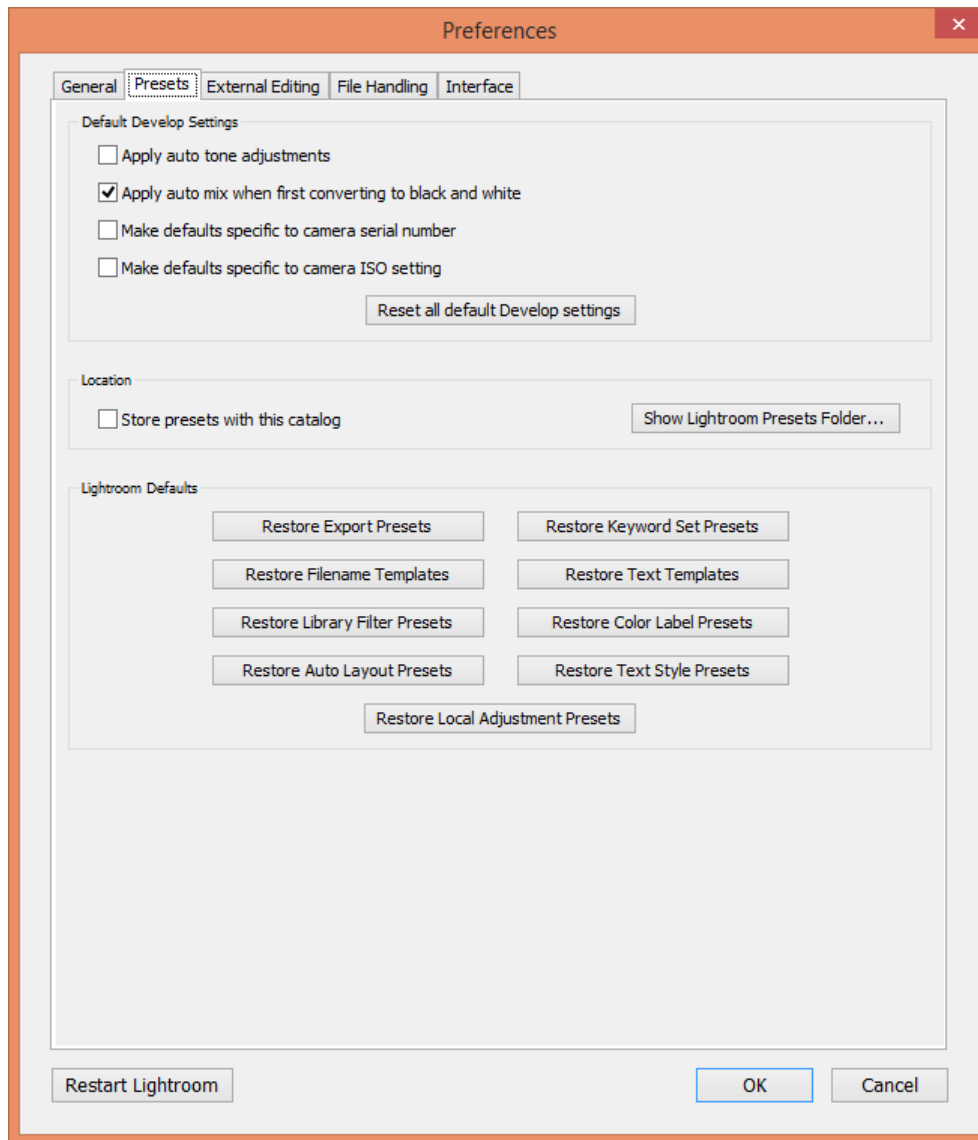 Preferences
General Presets External Editing File Handling Interface
Default Develop Settings
Apply auto tone adjustments
Apply auto mix when first converting to black and white
Make defaults specific to camera serial number
Make defaults specific to camera ISO setting
Reset all default Develop settings
Location
Store presets with this catalog Show Lightroom Presets Folder...
Lightroom Defaults
Restore Export Presets Restore Keyword Set Presets
Restore Filename Templates Restore Text Templates
Restore Library Filter Presets Restore Color Label Presets
Restore Auto Layout Presets Restore Text Style Presets
Restore Local Adjustment Presets
Restart Lightroom OK Cancel